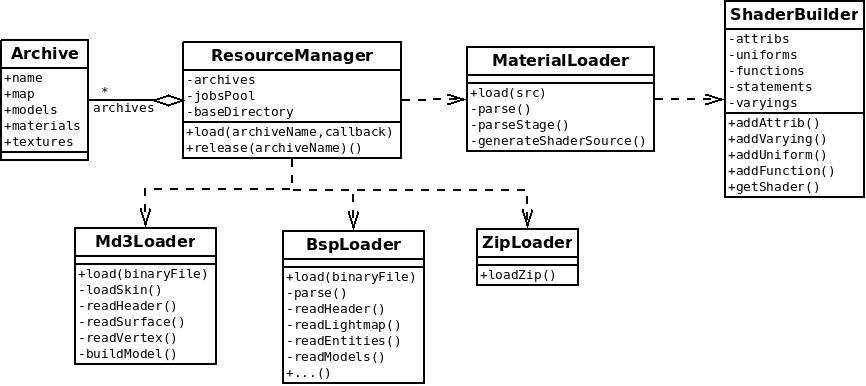 Archive
+name
+map
+models
+materials
+textures
*
archives
ResourceManager
-archives
-jobsPool
-baseDirectory
+load(archiveName,callback)
+release(archiveName)()
MaterialLoader
+load(src)
-parse()
-parseStage()
-generateShaderSource()
ShaderBuilder
-attribs
-uniforms
-functions
-statements
-varyings
+addAttrib()
+addVarying()
+addUniform()
+addFunction()
+getShader()
Md3Loader
+load(binaryFile)
-loadSkin()
-readHeader()
-readSurface()
-readVertex()
-buildModel()
BspLoader
+load(binaryFile)
-parse()
-readHeader()
-readLightmap()
-readEntities()
-readModels()
+...()
ZipLoader
+loadZip()